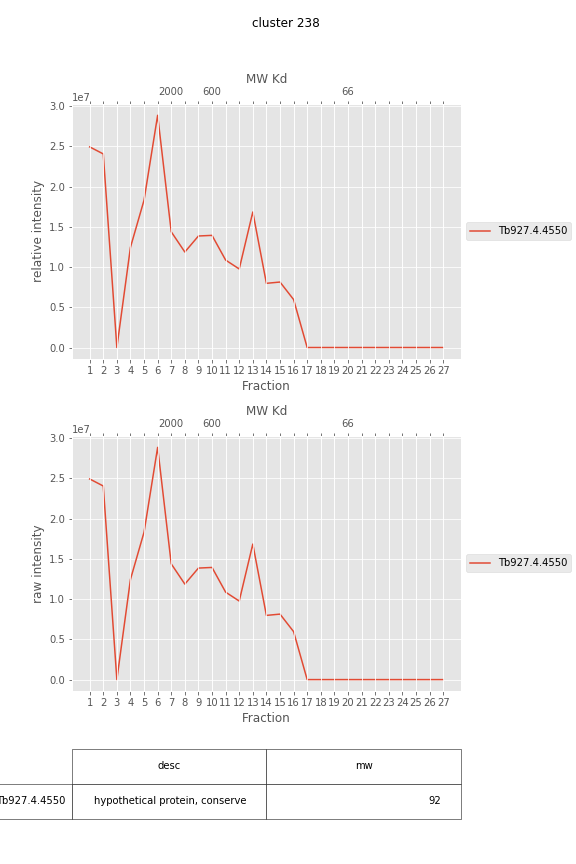 cluster 238
MW Kd
2000 600 66
1e7
3.0
2.5
2.0
1.5
1.0
0.5
0.0
relative intensity
1 2 3 4 5 6 7 8 9 10 11 12 13 14 15 16 17 18 19 20 21 22 23 24 25 26 27
Fraction
Tb927.4.4550
MW Kd
2000 600 66
1e7
3.0
2.5
2.0
1.5
1.0
0.5
0.0
raw intensity
1 2 3 4 5 6 7 8 9 10 11 12 13 14 15 16 17 18 19 20 21 22 23 24 25 26 27
Fraction
Tb927.4.4550
desc mw
Tb927.4.4550 hypothetical protein, conserve 92